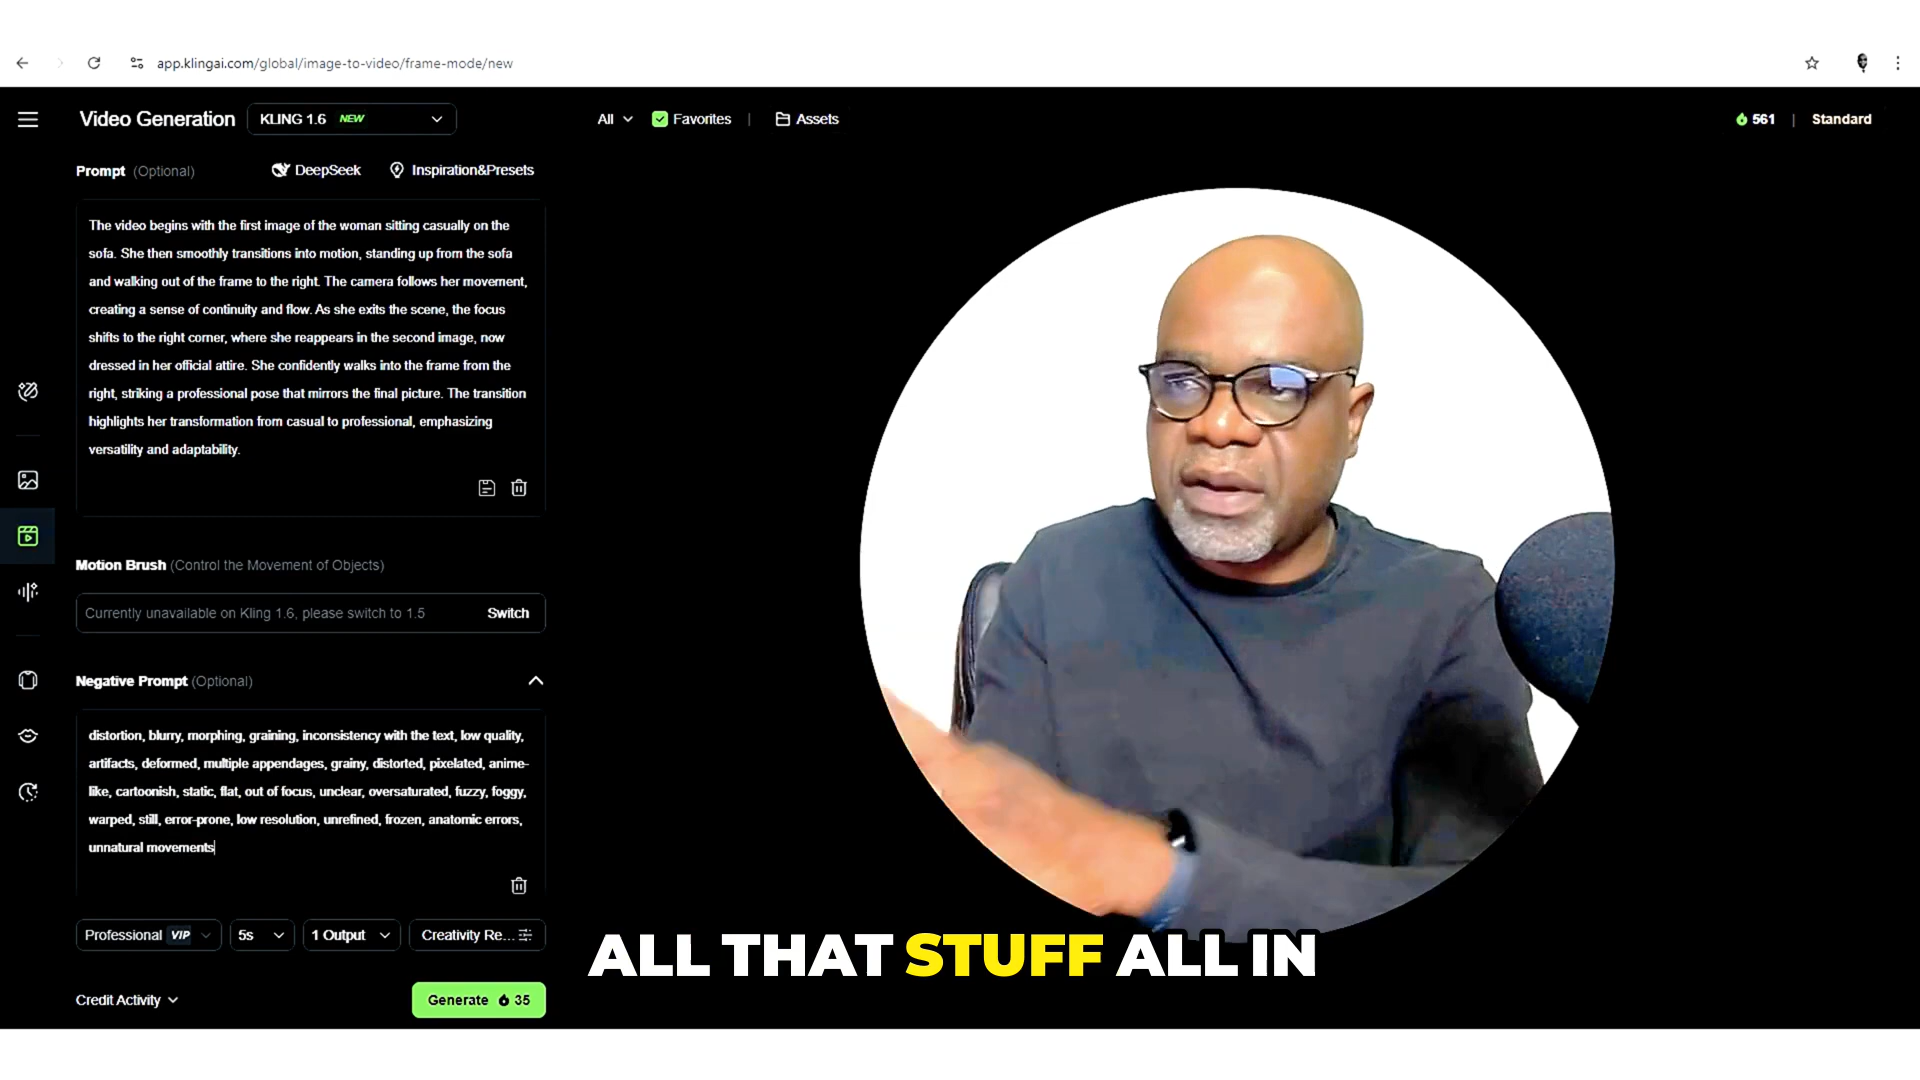 app.klingai.com/global/image-to-video/frame-mode/new
Video Generation KLING 1.6 NEW All Favorites | Assets 561 | Standard
Prompt (Optional) DeepSeek Inspiration&Presets
The video begins with the first image of the woman sitting casually on the
sofa. She then smoothly transitions into motion, standing up from the sofa
and walking out of the frame to the right. The camera follows her movement,
creating a sense of continuity and flow. As she exits the scene, the focus
shifts to the right corner, where she reappears in the second image, now
dressed in her official attire. She confidently walks into the frame from the
right, striking a professional pose that mirrors the final picture. The transition
highlights her transformation from casual to professional, emphasizing
versatility and adaptability.
Motion Brush (Control the Movement of Objects)
Currently unavailable on Kling 1.6, please switch to 1.5 Switch
Negative Prompt (Optional)
distortion, blurry, morphing, graining, inconsistency with the text, low quality,
artifacts, deformed, multiple appendages, grainy, distorted, pixelated, anime-
like, cartoonish, static, flat, out of focus, unclear, oversaturated, fuzzy, foggy,
warped, still, error-prone, low resolution, unrefined, frozen, anatomic errors,
unnatural movements
Professional VIP 5s 1 Output Creativity Re...
ALL THAT STUFF ALL IN
Credit Activity Generate 35